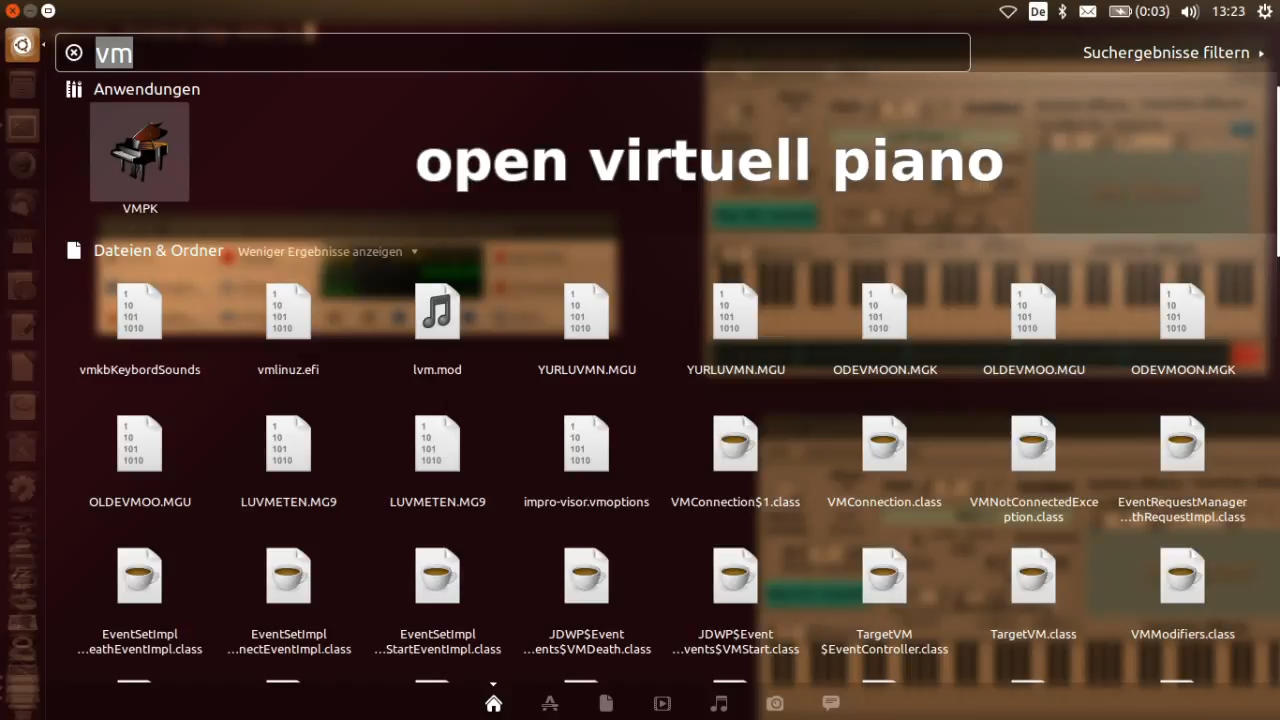 De (0:03) 13:23
vm
Suchergebnisse filtern
Anwendungen
open virtuell piano
VMPK
Dateien & Ordner Weniger Ergebnisse anzeigen
vmkbKeybordSounds vmlinuz.efi lvm.mod YURLUVMN.MGU YURLUVMN.MGU ODEVMOON.MGK OLDEVMOO.MGU ODEVMOON.MGK
OLDEVMOO.MGU LUVMETEN.MG9 LUVMETEN.MG9 impro-visor.vmoptions VMConnection$1.class VMConnection.class VMNotConnectedExce EventRequestManager
ption.class …thRequestImpl.class
EventSetImpl EventSetImpl EventSetImpl JDWP$Event JDWP$Event TargetVM TargetVM.class VMModifiers.class
…eathEventImpl.class …nnectEventImpl.class …StartEventImpl.class …ents$VMDeath.class …vents$VMStart.class $EventController.class